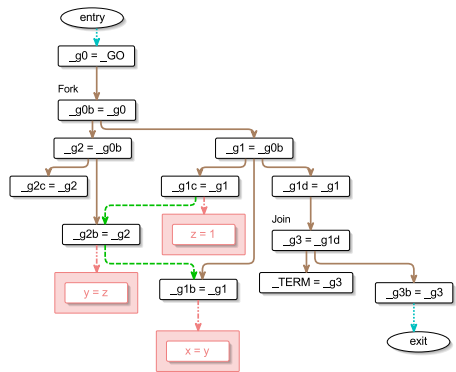 entry
_g0 = _GO
Fork
_g0b = _g0
_g2 = _g0b
_g1 = _g0b
_g2c = _g2
_g1c = _g1
_g1d = _g1
Join
_g2b = _g2
z = 1
_g3 = _g1d
y = z
_g1b = _g1
_TERM = _g3
_g3b = _g3
x = y
exit